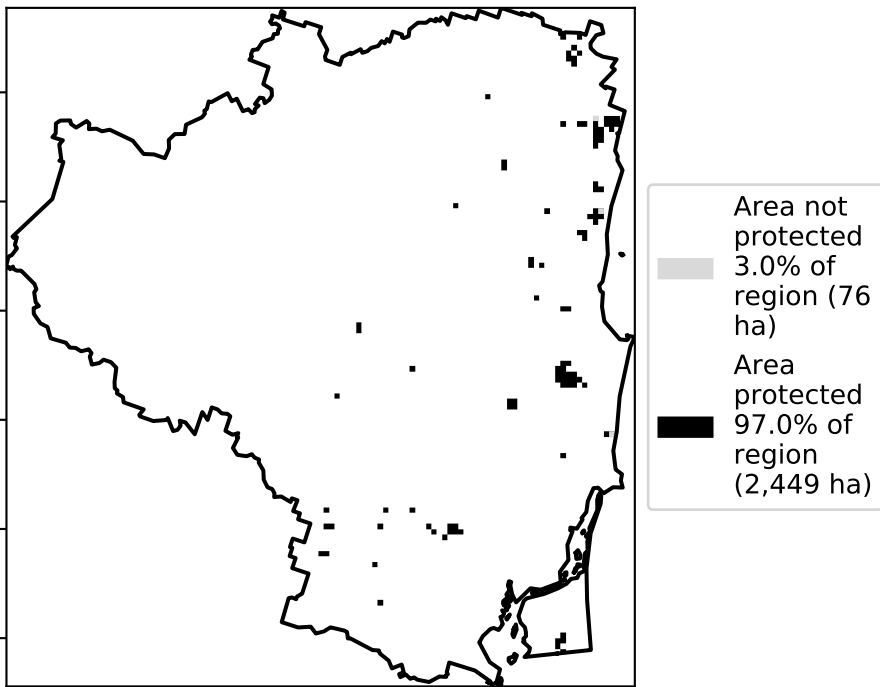 Area not
protected
3.0% of
region (76
ha)
Area
protected
97.0% of
region
(2,449 ha)